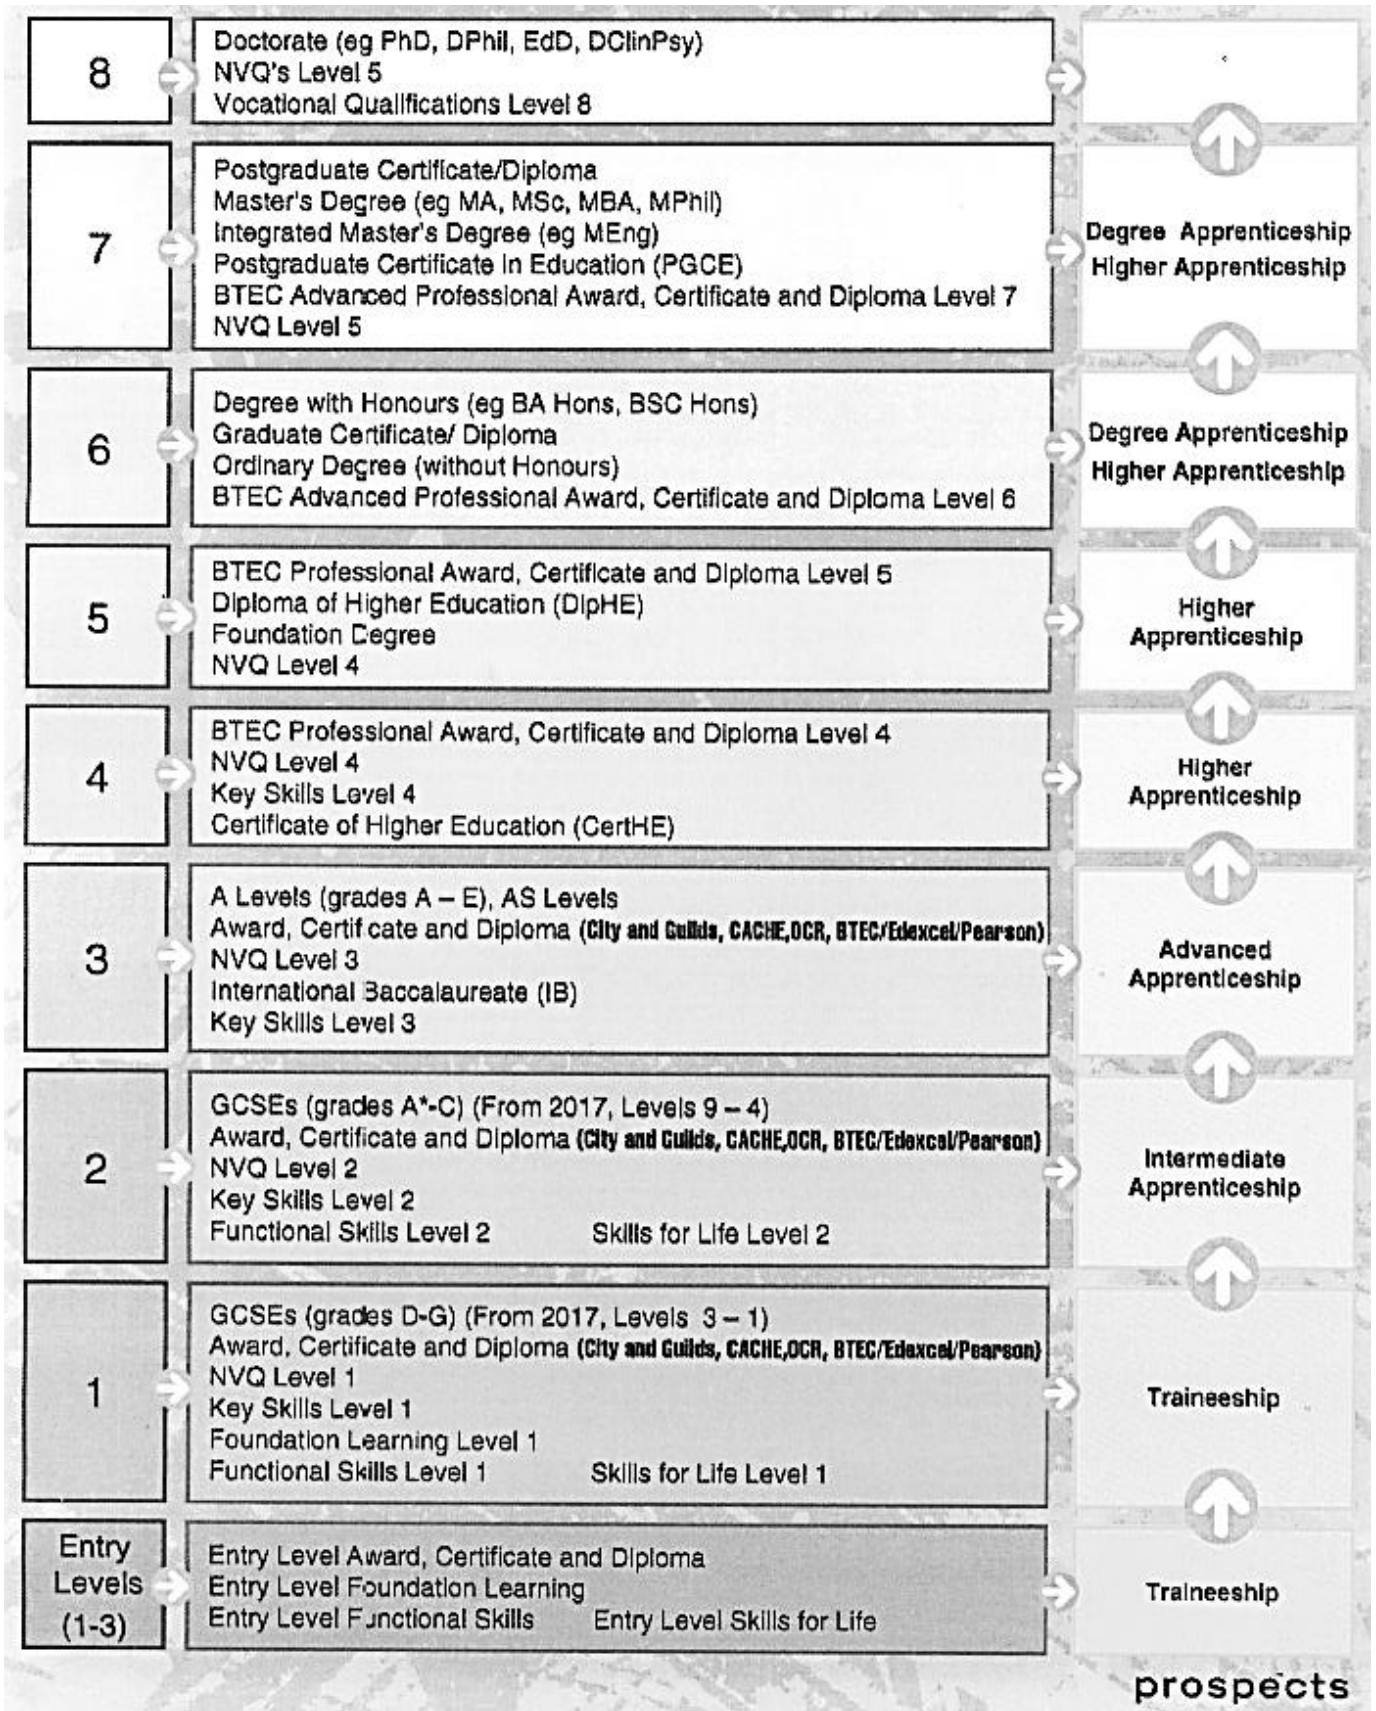 8
Doctorate (eg PhD, DPhil, EdD, DClinPsy)
NVQ's Level 5
Vocational Qualifications Level 8
7
Postgraduate Certificate/Diploma
Master's Degree (eg MA, MSc, MBA, MPhil)
Integrated Master's Degree (eg MEng)
Postgraduate Certificate in Education (PGCE)
BTEC Advanced Professional Award, Certificate and Diploma Level 7
NVQ Level 5
Degree Apprenticeship
Higher Apprenticeship
6
Degree with Honours (eg BA Hons, BSC Hons)
Graduate Certificate/ Diploma
Ordinary Degree (without Honours)
BTEC Advanced Professional Award, Certificate and Diploma Level 6
Degree Apprenticeship
Higher Apprenticeship
5
BTEC Professional Award, Certificate and Diploma Level 5
Diploma of Higher Education (DipHE)
Foundation Degree
NVQ Level 4
Higher
Apprenticeship
4
BTEC Professional Award, Certificate and Diploma Level 4
NVQ Level 4
Key Skills Level 4
Certificate of Higher Education (CertHE)
Higher
Apprenticeship
3
A Levels (grades A – E), AS Levels
Award, Certificate and Diploma (City and Guilds, CACHE,OCR, BTEC/Edexcel/Pearson)
NVQ Level 3
International Baccalaureate (IB)
Key Skills Level 3
Advanced
Apprenticeship
2
GCSEs (grades A*-C) (From 2017, Levels 9 – 4)
Award, Certificate and Diploma (City and Guilds, CACHE,OCR, BTEC/Edexcel/Pearson)
NVQ Level 2
Key Skills Level 2
Functional Skills Level 2 Skills for Life Level 2
Intermediate
Apprenticeship
1
GCSEs (grades D-G) (From 2017, Levels 3 – 1)
Award, Certificate and Diploma (City and Guilds, CACHE,OCR, BTEC/Edexcel/Pearson)
NVQ Level 1
Key Skills Level 1
Foundation Learning Level 1
Functional Skills Level 1 Skills for Life Level 1
Traineeship
Entry
Levels
(1-3)
Entry Level Award, Certificate and Diploma
Entry Level Foundation Learning
Entry Level Functional Skills Entry Level Skills for Life
Traineeship
prospects